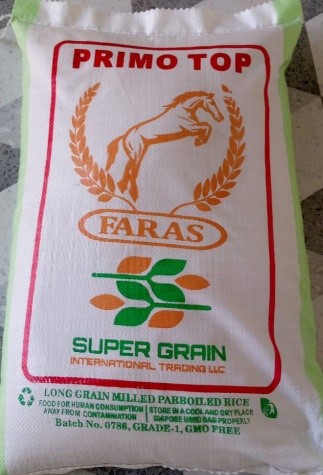 PRIMO TOP
FARAS
SUPER GRAIN
INTERNATIONAL TRADING LLC
LONG GRAIN MILLED PARBOILED RICE
FOOD FOR HUMAN CONSUMPTION STORE IN A COOL AND DRY PLACE
AWAY FROM CONTAMINATION DISPOSE USED BAG PROPERLY
Batch No. 0786, GRADE-1, GMO FREE